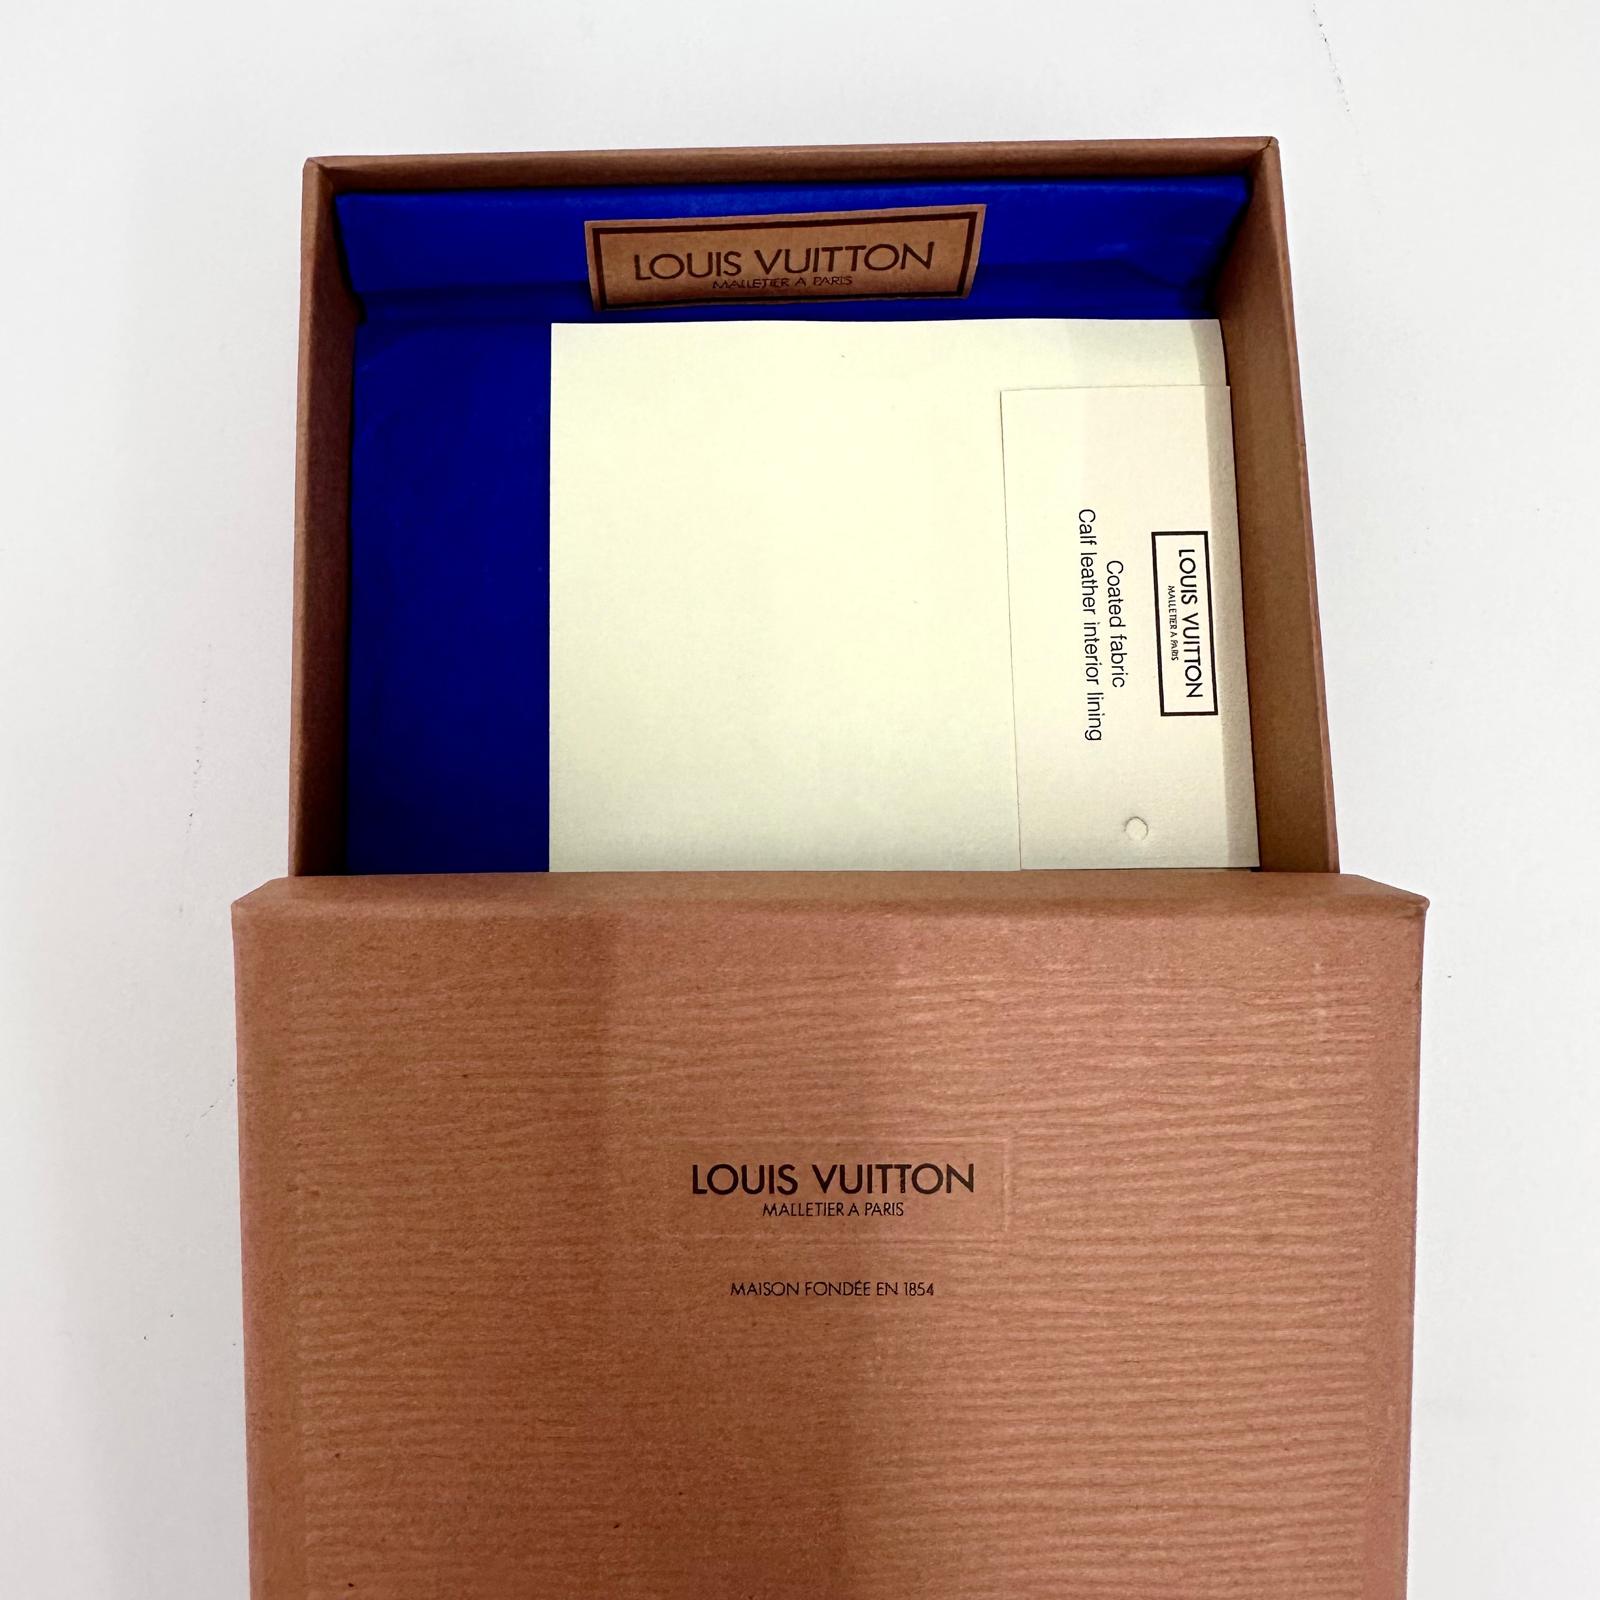 LOUIS VUITTON
MALLETIER A PARIS
LOUIS VUITTON
MALLETIER A PARIS
Coated fabric
Calf leather interior lining
LOUIS VUITTON
MALLETIER A PARIS
MAISON FONDÉE EN 1854